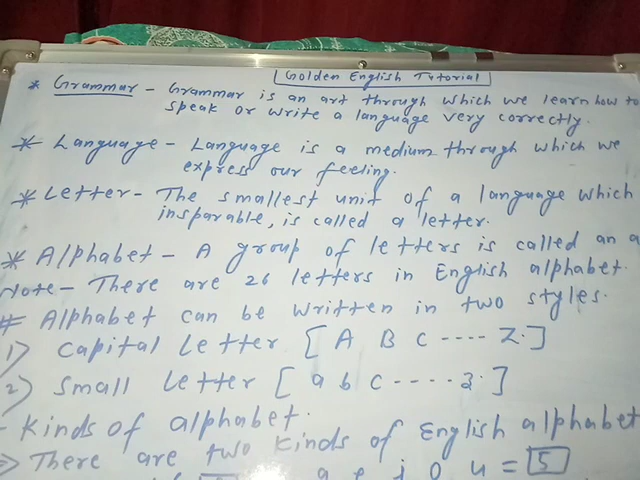 Golden English Tutorial
* Grammar - Grammar is an art through which we learn how to
speak or write a language very correctly.
* Language - Language is a medium through which we
express our feeling.
* Letter - The smallest unit of a language which
insparable, is called a letter.
* Alphabet - A group of letters is called an a
Note - There are 26 letters in English alphabet.
# Alphabet can be written in two styles.
1) Capital Letter [ A B C ---- Z.]
2) Small Letter [ a b c ----- z.]
- Kinds of alphabet.
=> There are two kinds of English alphabet
a e i o u = 5